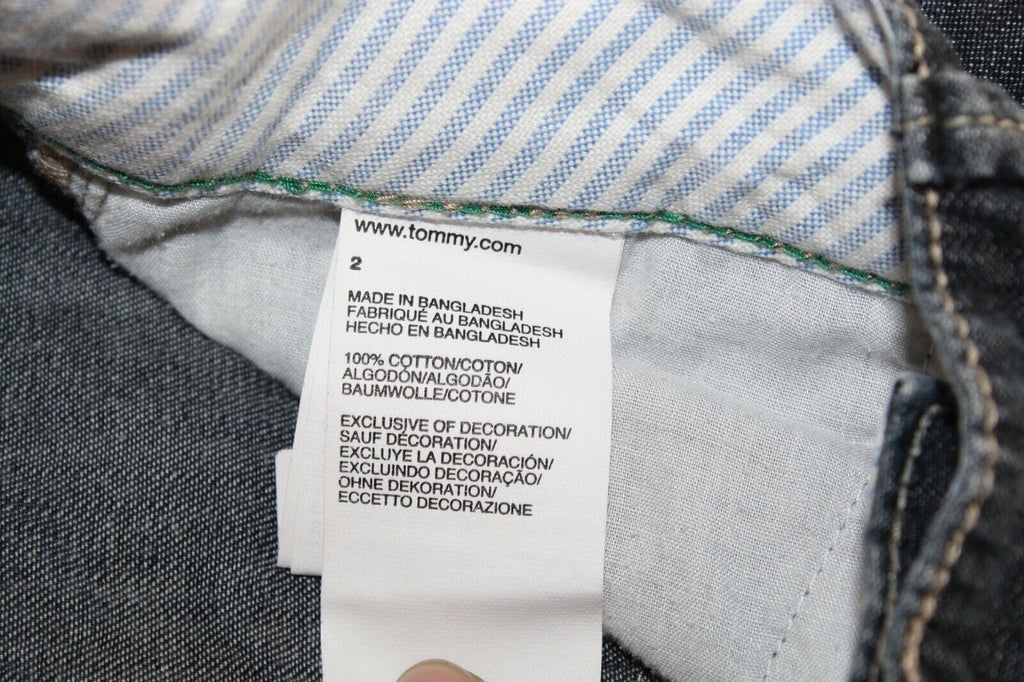 www.tommy.com
2
MADE IN BANGLADESH
FABRIQUÉ AU BANGLADESH
HECHO EN BANGLADESH
100% COTTON/COTON/
ALGODÓN/ALGODÃO/
BAUMWOLLE/COTONE
EXCLUSIVE OF DECORATION/
SAUF DÉCORATION/
EXCLUYE LA DECORACIÓN/
EXCLUINDO DECORAÇÃO/
OHNE DEKORATION/
ECCETTO DECORAZIONE